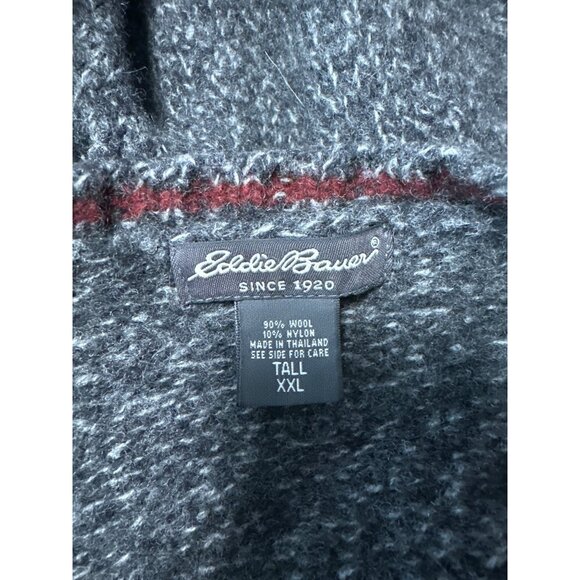 Eddie Bauer®
SINCE 1920
90% WOOL
10% NYLON
MADE IN THAILAND
SEE SIDE FOR CARE
TALL
XXL